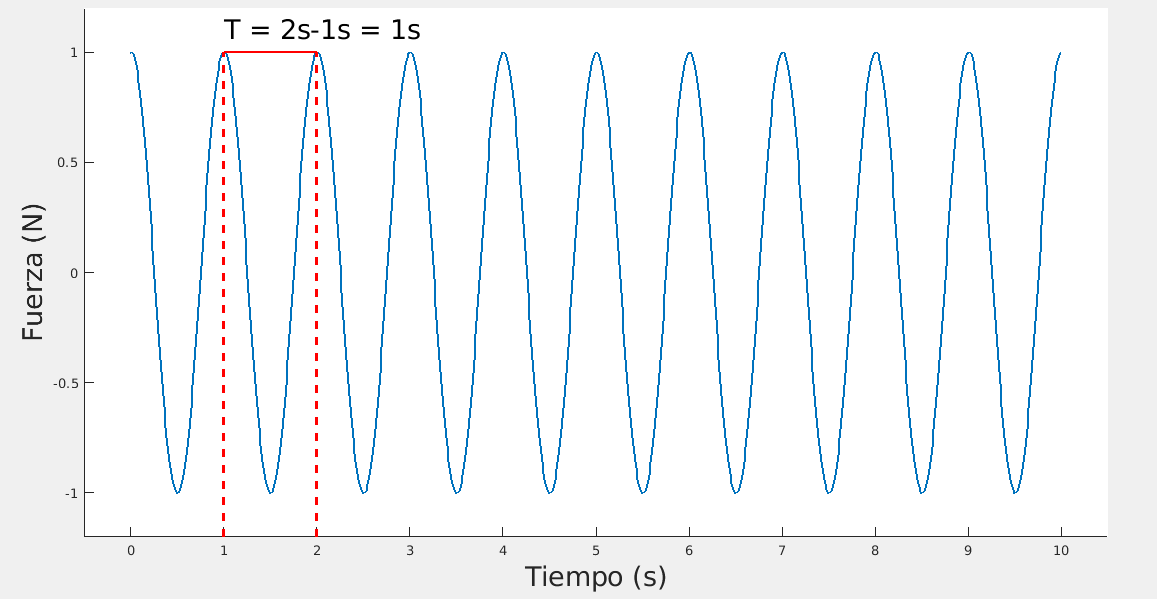 T = 2s-1s = 1s
1
0.5
0
-0.5
-1
Fuerza (N)
0 1 2 3 4 5 6 7 8 9 10
Tiempo (s)